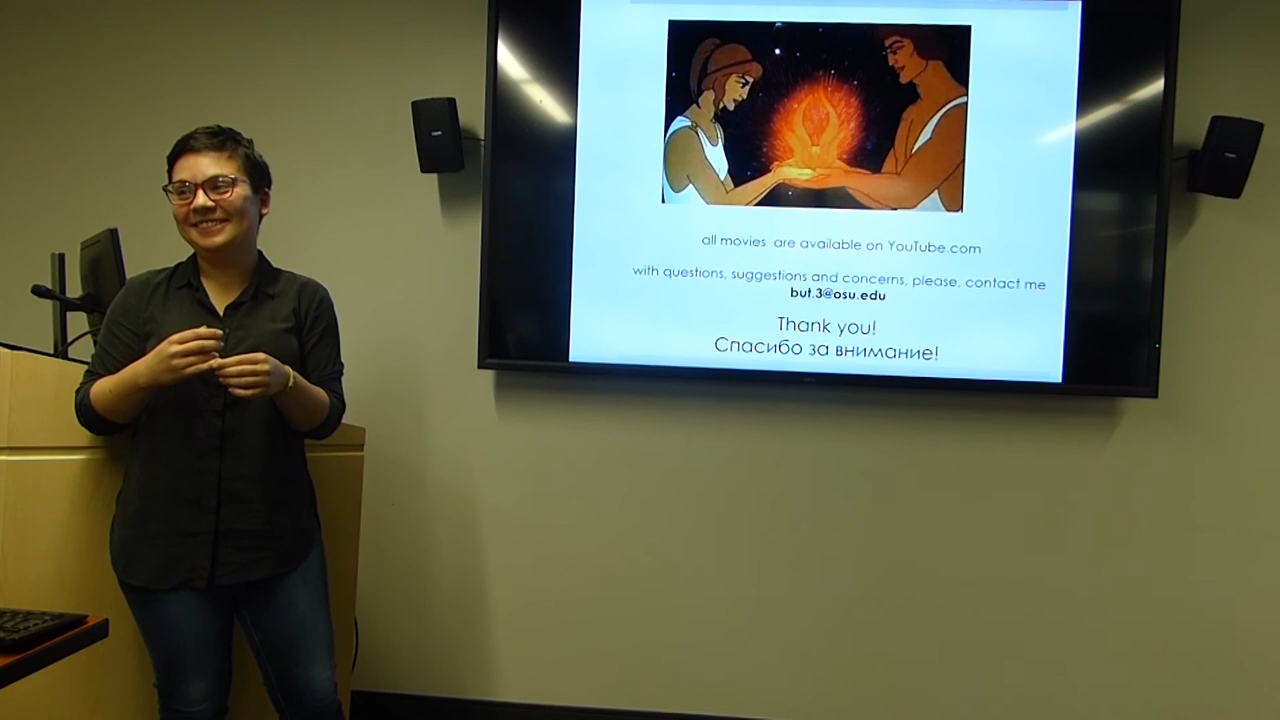 all movies are available on YouTube.com
with questions, suggestions and concerns, please, contact me
but.3@osu.edu
Thank you!
Спасибо за внимание!